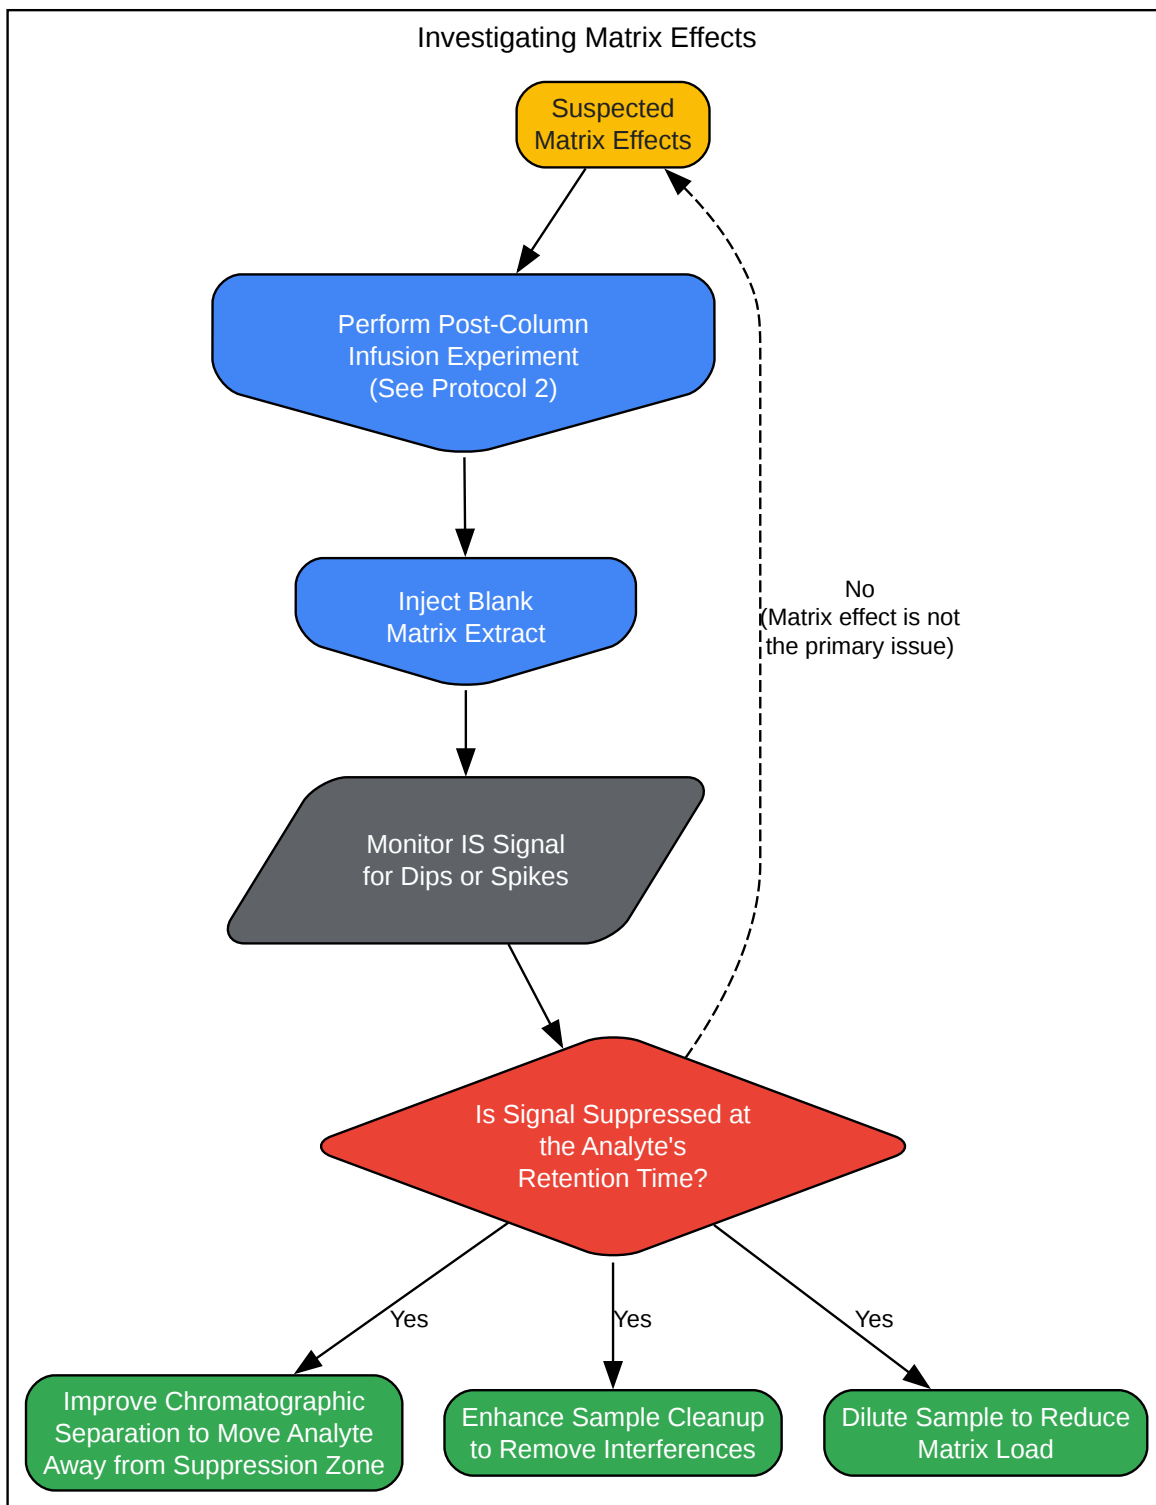 Investigating Matrix Effects
Suspected
Matrix Effects
Perform Post-Column
Infusion Experiment
(See Protocol 2)
Inject Blank
Matrix Extract
No
(Matrix effect is not
the primary issue)
Monitor IS Signal
for Dips or Spikes
Is Signal Suppressed at
the Analyte's
Retention Time?
Yes
Yes
Yes
Improve Chromatographic
Separation to Move Analyte
Away from Suppression Zone
Enhance Sample Cleanup
to Remove Interferences
Dilute Sample to Reduce
Matrix Load